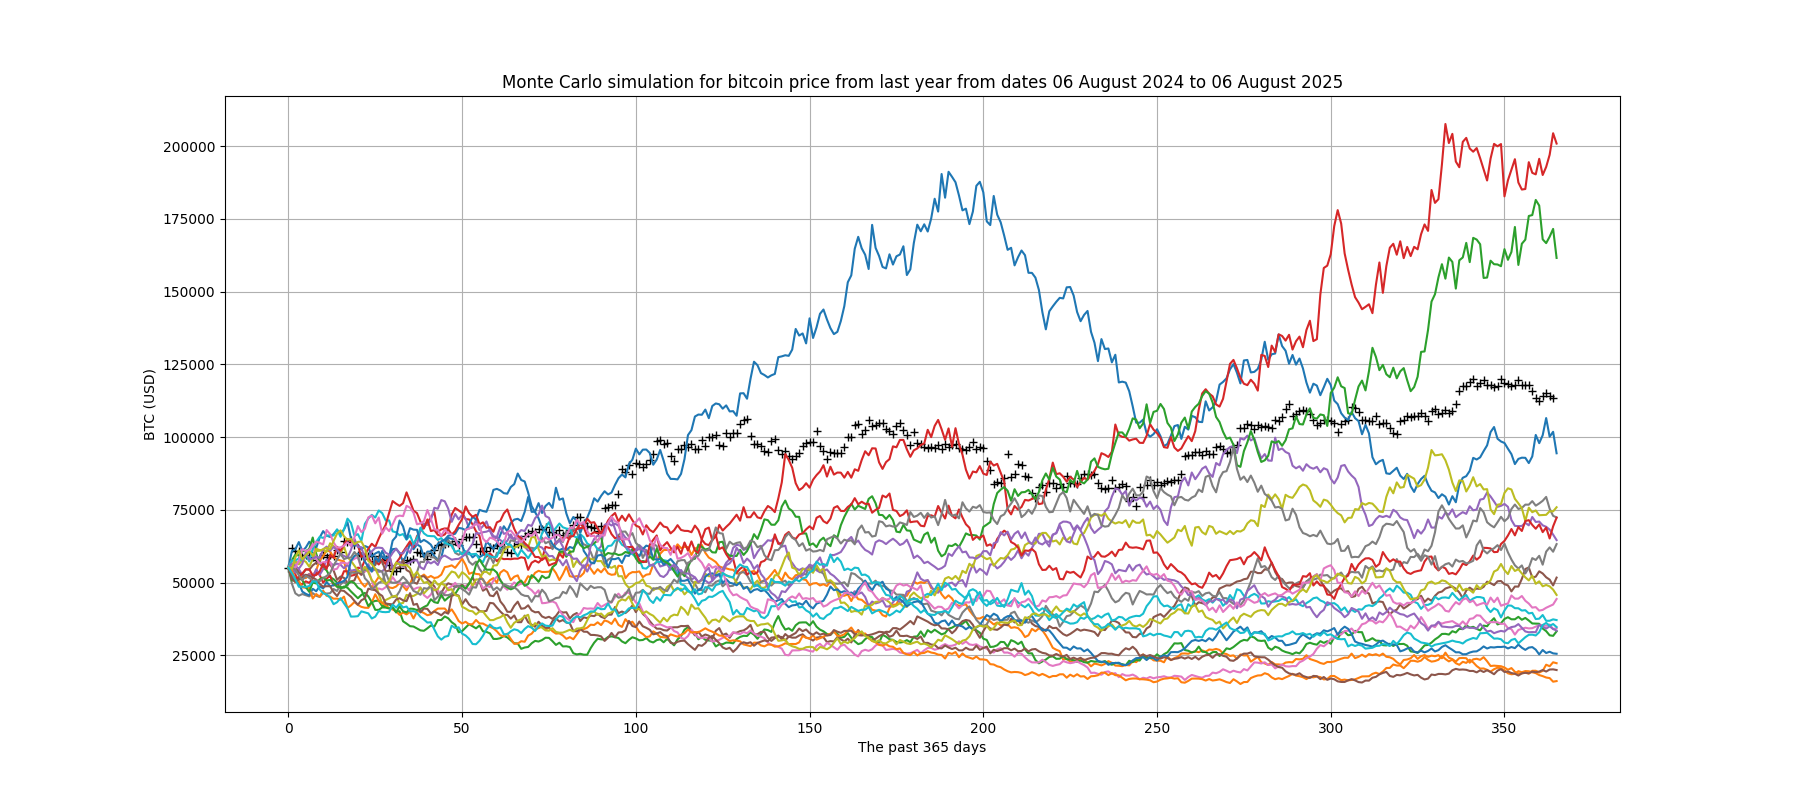 Monte Carlo simulation for bitcoin price from last year from dates 06 August 2024 to 06 August 2025
BTC (USD)
200000
175000
150000
125000
100000
75000
50000
25000
0 50 100 150 200 250 300 350
The past 365 days